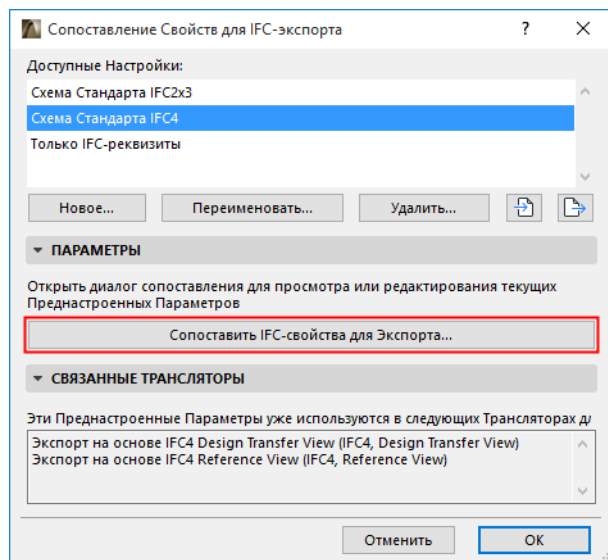 Сопоставление Свойств для IFC-экспорта ?
Доступные Настройки:
Схема Стандарта IFC2x3
Схема Стандарта IFC4
Только IFC-реквизиты
Новое... Переименовать... Удалить...
ПАРАМЕТРЫ
Открыть диалог сопоставления для просмотра или редактирования текущих
Преднастроенных Параметров
Сопоставить IFC-свойства для Экспорта...
СВЯЗАННЫЕ ТРАНСЛЯТОРЫ
Эти Преднастроенные Параметры уже используются в следующих Трансляторах
Экспорт на основе IFC4 Design Transfer View (IFC4, Design Transfer View)
Экспорт на основе IFC4 Reference View (IFC4, Reference View)
Отменить OK